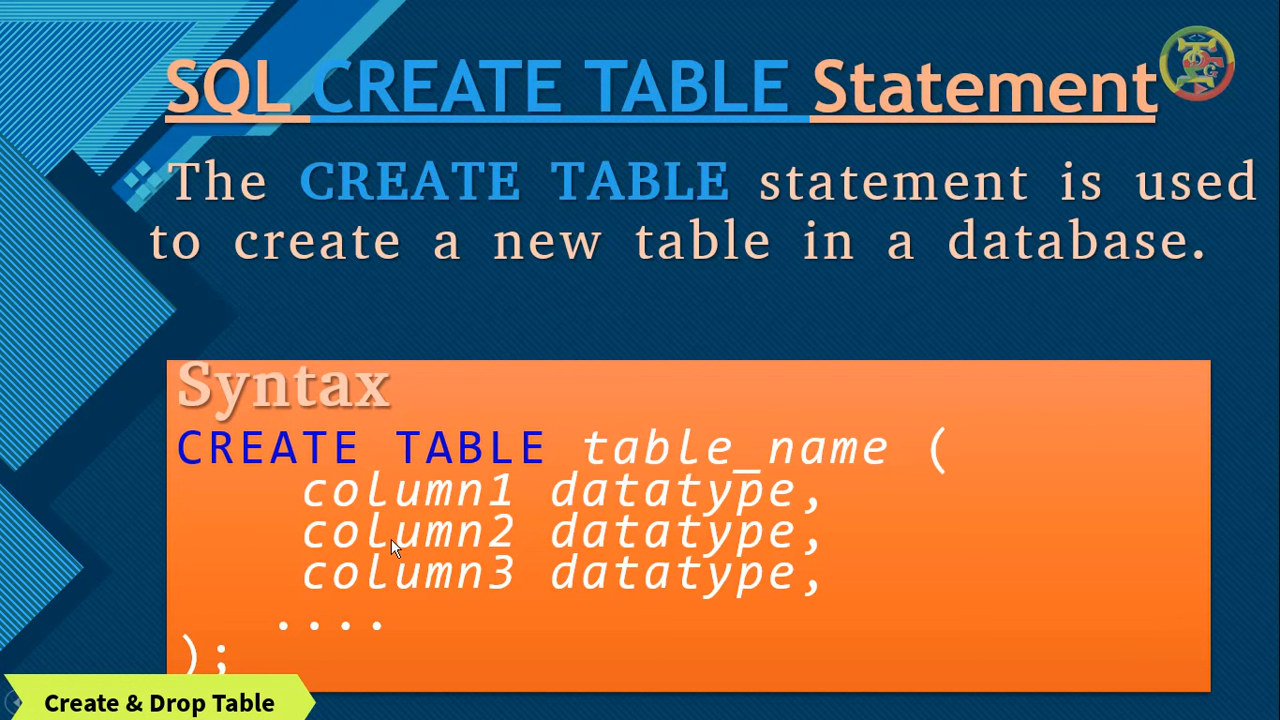 SQL CREATE TABLE Statement
The CREATE TABLE statement is used
to create a new table in a database.
Syntax
CREATE TABLE table_name (
column1 datatype,
column2 datatype,
column3 datatype,
....
);
Create & Drop Table